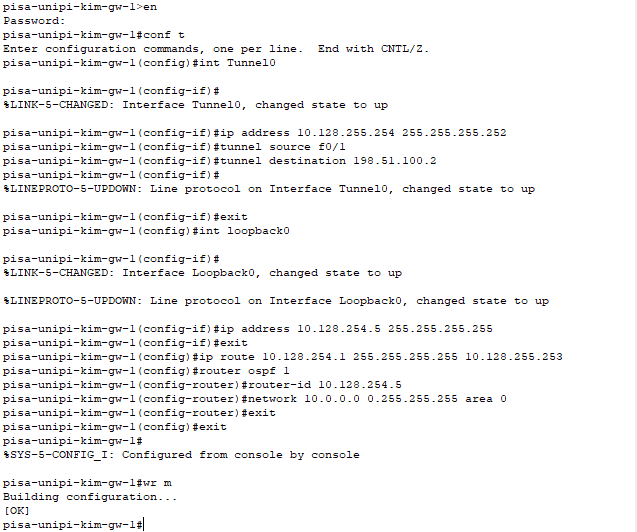 pisa-unipi-kim-gw-1>en
Password:
pisa-unipi-kim-gw-1#conf t
Enter configuration commands, one per line.  End with CNTL/Z.
pisa-unipi-kim-gw-1(config)#int Tunnel0
pisa-unipi-kim-gw-1(config-if)#
%LINK-5-CHANGED: Interface Tunnel0, changed state to up
pisa-unipi-kim-gw-1(config-if)#ip address 10.128.255.254 255.255.255.252
pisa-unipi-kim-gw-1(config-if)#tunnel source f0/1
pisa-unipi-kim-gw-1(config-if)#tunnel destination 198.51.100.2
pisa-unipi-kim-gw-1(config-if)#
%LINEPROTO-5-UPDOWN: Line protocol on Interface Tunnel0, changed state to up
pisa-unipi-kim-gw-1(config-if)#exit
pisa-unipi-kim-gw-1(config)#int loopback0
pisa-unipi-kim-gw-1(config-if)#
%LINK-5-CHANGED: Interface Loopback0, changed state to up
%LINEPROTO-5-UPDOWN: Line protocol on Interface Loopback0, changed state to up
pisa-unipi-kim-gw-1(config-if)#ip address 10.128.254.5 255.255.255.255
pisa-unipi-kim-gw-1(config-if)#exit
pisa-unipi-kim-gw-1(config)#ip route 10.128.254.1 255.255.255.255 10.128.255.253
pisa-unipi-kim-gw-1(config)#router ospf 1
pisa-unipi-kim-gw-1(config-router)#router-id 10.128.254.5
pisa-unipi-kim-gw-1(config-router)#network 10.0.0.0 0.255.255.255 area 0
pisa-unipi-kim-gw-1(config-router)#exit
pisa-unipi-kim-gw-1(config)#exit
pisa-unipi-kim-gw-1#
%SYS-5-CONFIG_I: Configured from console by console
pisa-unipi-kim-gw-1#wr m
Building configuration...
[OK]
pisa-unipi-kim-gw-1#